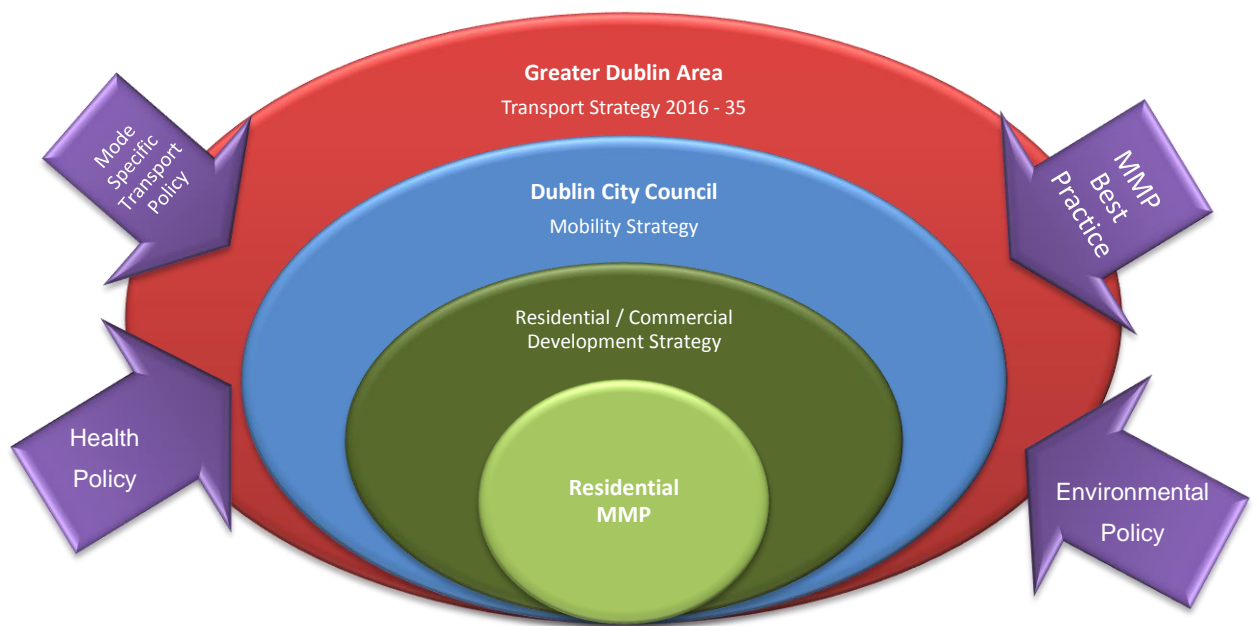 Greater Dublin Area
Transport Strategy 2016 - 35
Mode
Specific
Transport
Policy
MMP
Best
Practice
Dublin City Council
Mobility Strategy
Residential / Commercial
Development Strategy
Health
Policy
Residential
MMP
Environmental
Policy